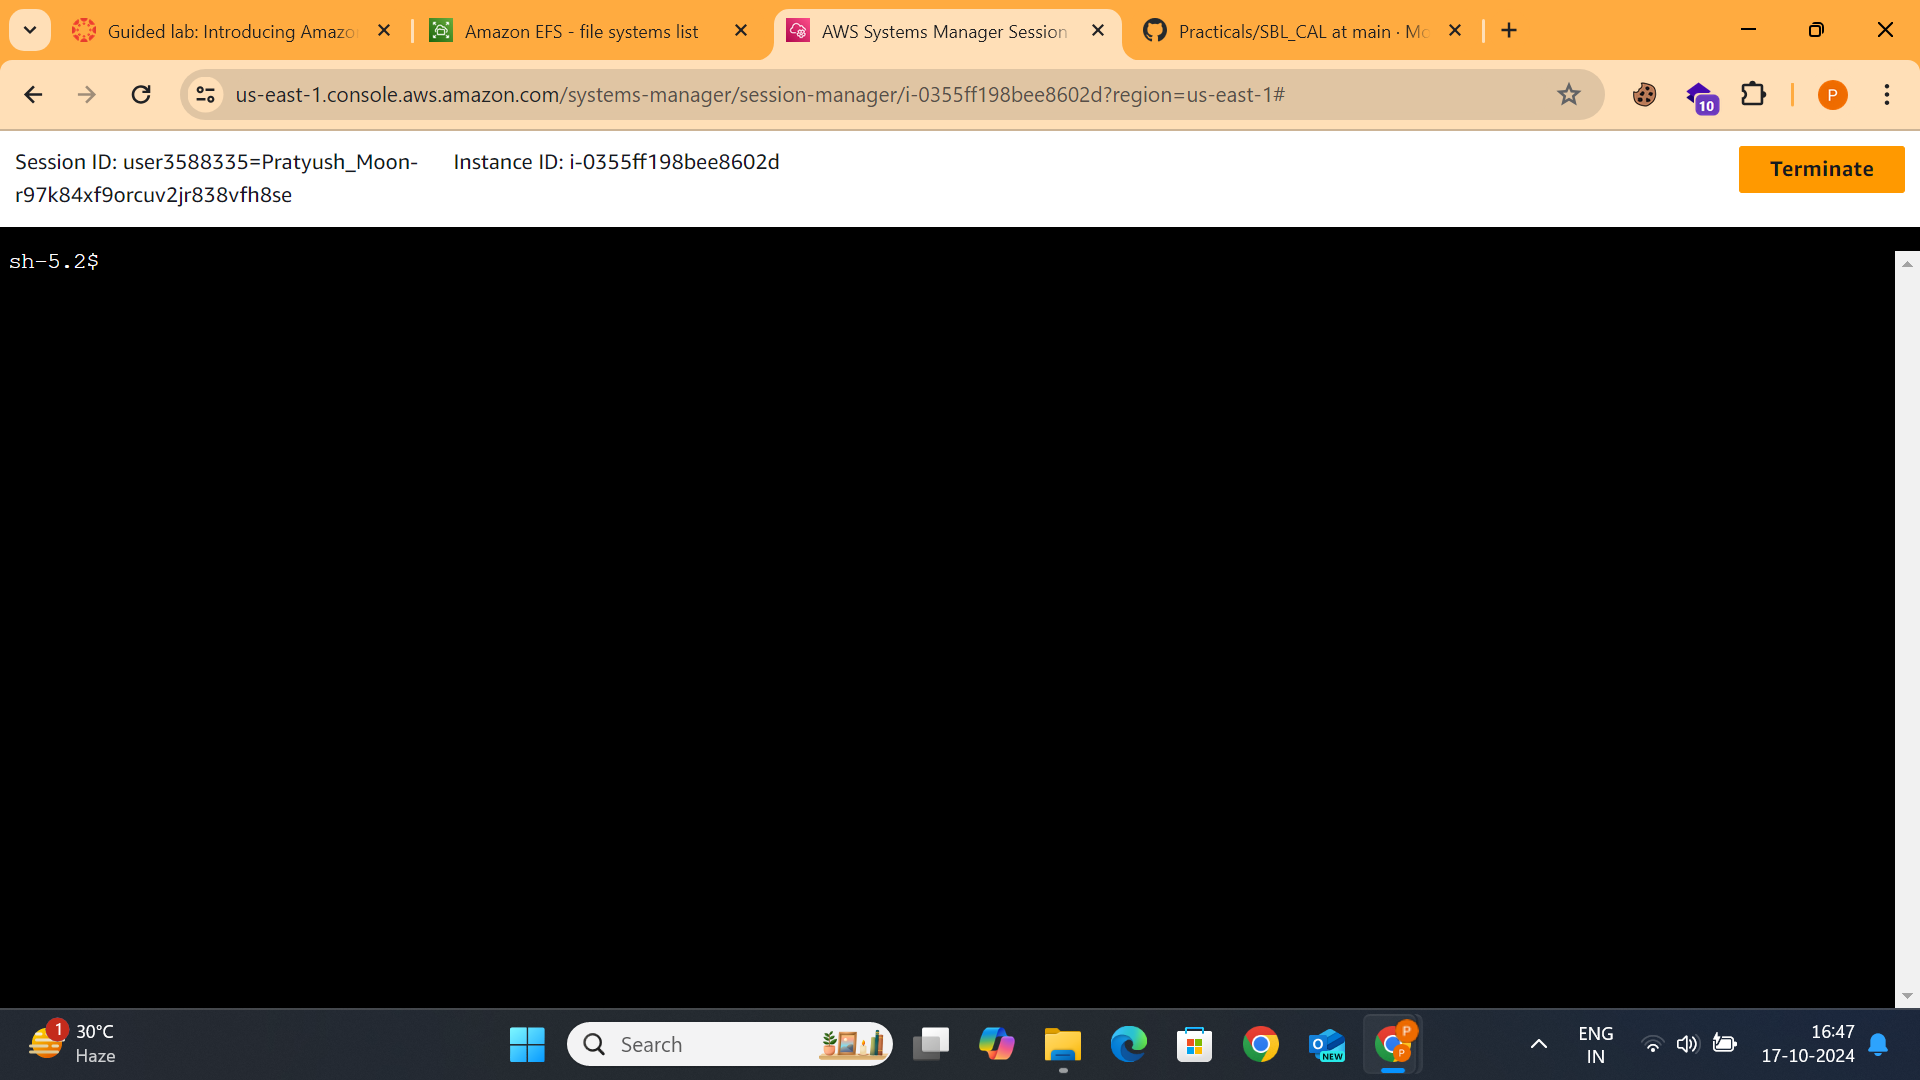 Guided lab: Introducing Amazo
Amazon EFS - file systems list
AWS Systems Manager Session
Practicals/SBL_CAL at main · Mo
us-east-1.console.aws.amazon.com/systems-manager/session-manager/i-0355ff198bee8602d?region=us-east-1#
10
P
Session ID: user3588335=Pratyush_Moon-
r97k84xf9orcuv2jr838vfh8se
Instance ID: i-0355ff198bee8602d
Terminate
sh-5.2$
1
30°C
Haze
Search
O
NEW
P
P
ENG
IN
16:47
17-10-2024